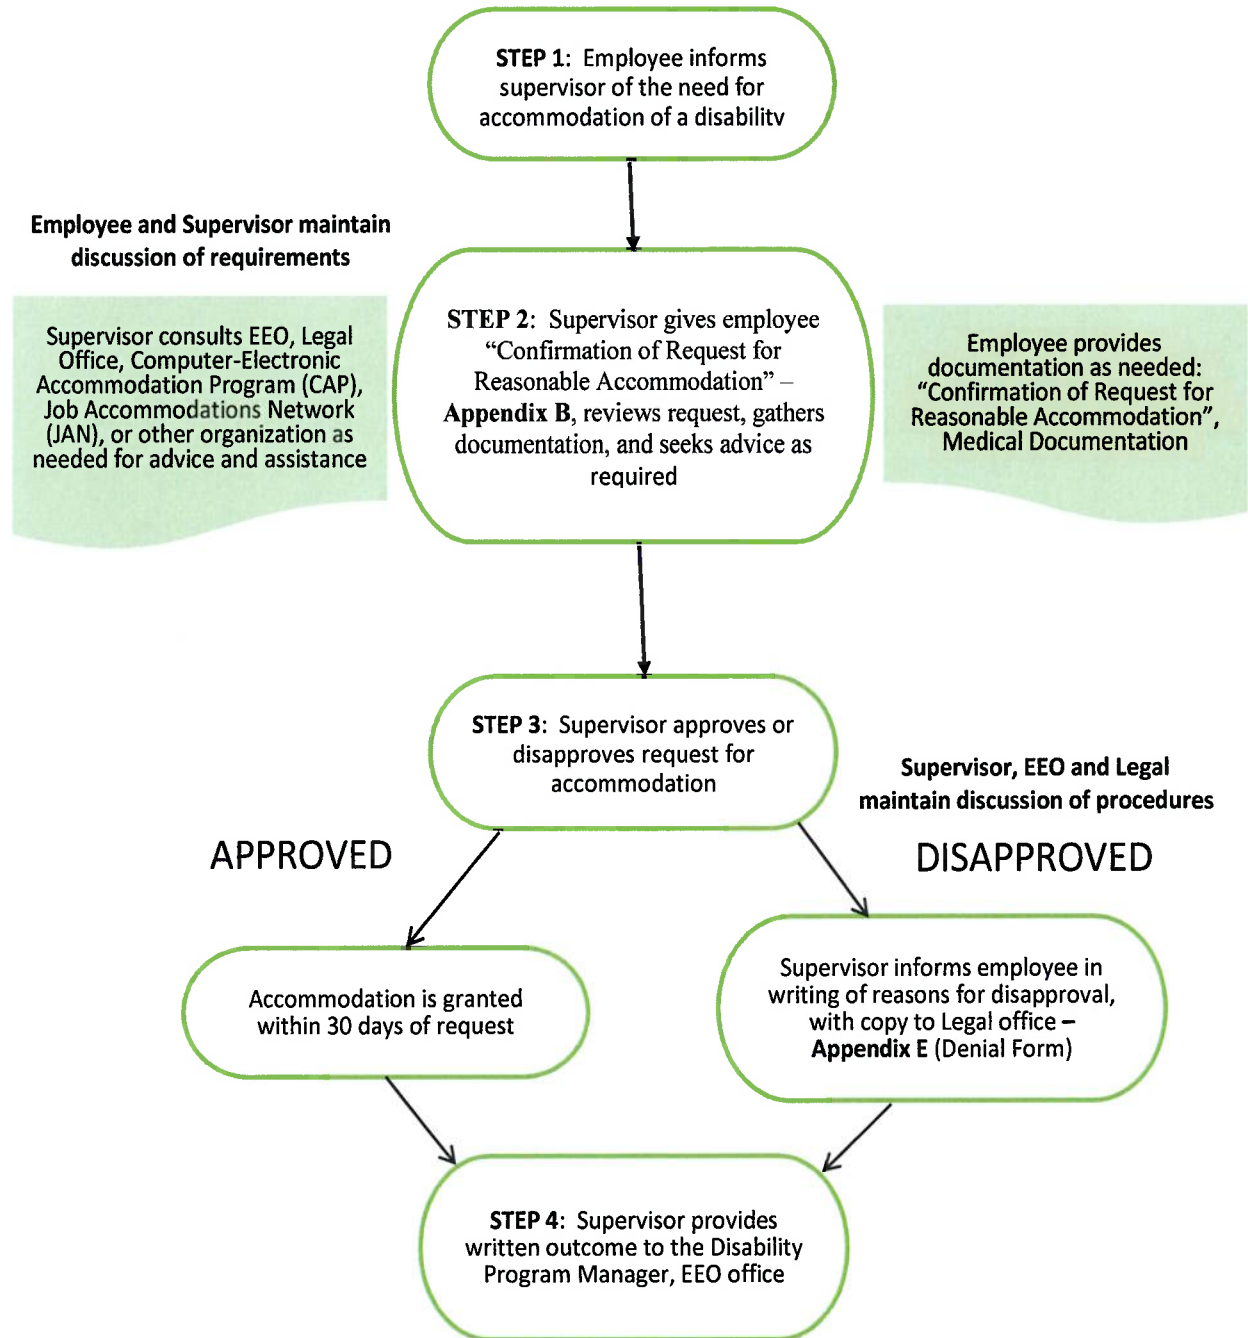 STEP 1: Employee informs
supervisor of the need for
accommodation of a disability
Employee and Supervisor maintain
discussion of requirements
Supervisor consults EEO, Legal
Office, Computer-Electronic
Accommodation Program (CAP),
Job Accommodations Network
(JAN), or other organization as
needed for advice and assistance
STEP 2: Supervisor gives employee
“Confirmation of Request for
Reasonable Accommodation” –
Appendix B, reviews request, gathers
documentation, and seeks advice as
required
Employee provides
documentation as needed:
“Confirmation of Request for
Reasonable Accommodation”,
Medical Documentation
STEP 3: Supervisor approves or
disapproves request for
accommodation
Supervisor, EEO and Legal
maintain discussion of procedures
APPROVED
DISAPPROVED
Accommodation is granted
within 30 days of request
Supervisor informs employee in
writing of reasons for disapproval,
with copy to Legal office –
Appendix E (Denial Form)
STEP 4: Supervisor provides
written outcome to the Disability
Program Manager, EEO office